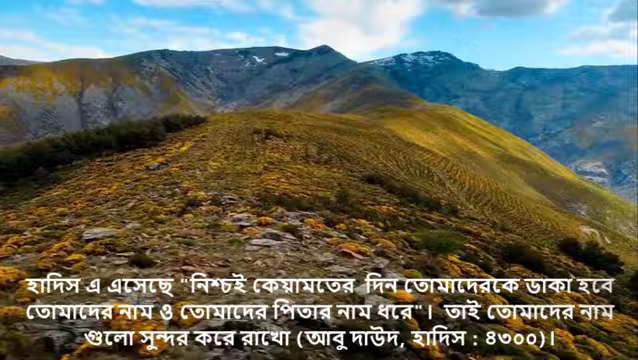 হাদিস এ এসেছে "নিশ্চই কেয়ামতের দিন তোমাদেরকে ডাকা হবে
তোমাদের নাম ও তোমাদের পিতার নাম ধরে"। তাই তোমাদের নাম
গুলো সুন্দর করে রাখো (আবু দাউদ, হাদিস : ৪৩০০)।